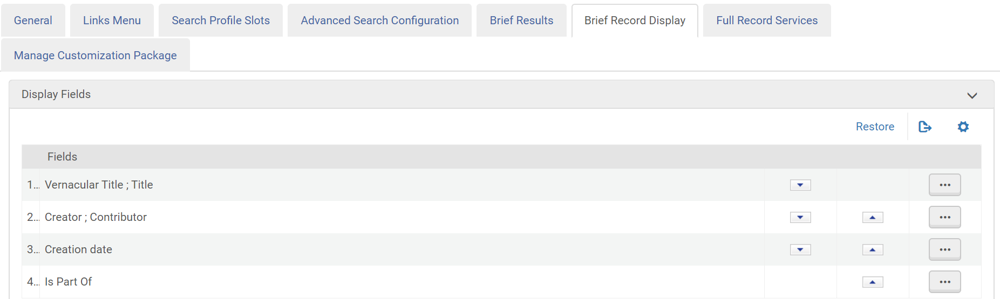 General Links Menu Search Profile Slots Advanced Search Configuration Brief Results Brief Record Display Full Record Services
Manage Customization Package
Display Fields
Restore
Fields
1... Vernacular Title ; Title
2... Creator ; Contributor
3... Creation date
4... Is Part Of